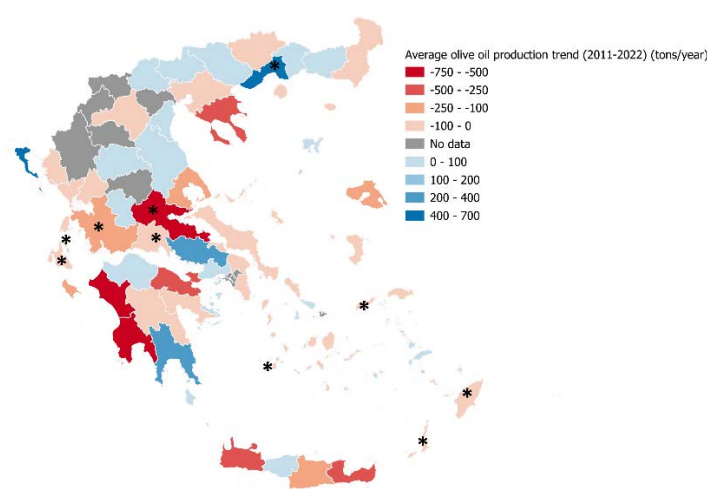 Average olive oil production trend (2011-2022) (tons/year)
-750 - -500
-500 - -250
-250 - -100
-100 - 0
No data
0 - 100
100 - 200
200 - 400
400 - 700